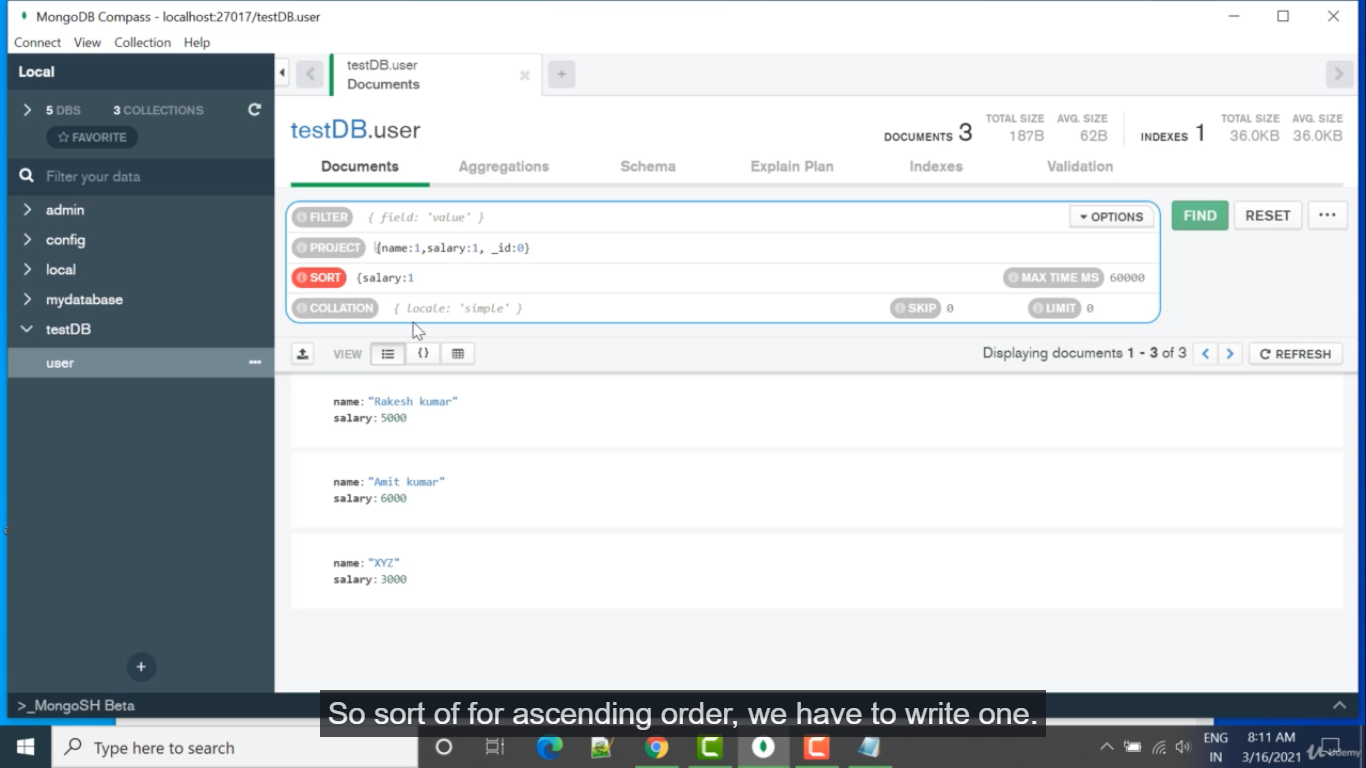 MongoDB Compass - localhost:27017/testDB.user
Connect View Collection Help
Local
5 DBS 3 COLLECTIONS
FAVORITE
Filter your data
admin
config
local
mydatabase
testDB
user
>_MongoSH Beta
testDB.user
Documents
testDB.user
DOCUMENTS 3 TOTAL SIZE 187B AVG. SIZE 62B INDEXES 1 TOTAL SIZE 36.0KB AVG. SIZE 36.0KB
Documents Aggregations Schema Explain Plan Indexes Validation
FILTER { field: 'value' } OPTIONS FIND RESET
PROJECT {name:1,salary:1, _id:0}
SORT {salary:1 MAX TIME MS 60000
COLLATION { locale: 'simple' } SKIP 0 LIMIT 0
VIEW {} Displaying documents 1 - 3 of 3 REFRESH
name: "Rakesh kumar"
salary: 5000
name: "Amit kumar"
salary: 6000
name: "XYZ"
salary: 3000
So sort of for ascending order, we have to write one.
Type here to search
ENG
IN
8:11 AM
3/16/2021
Udemy